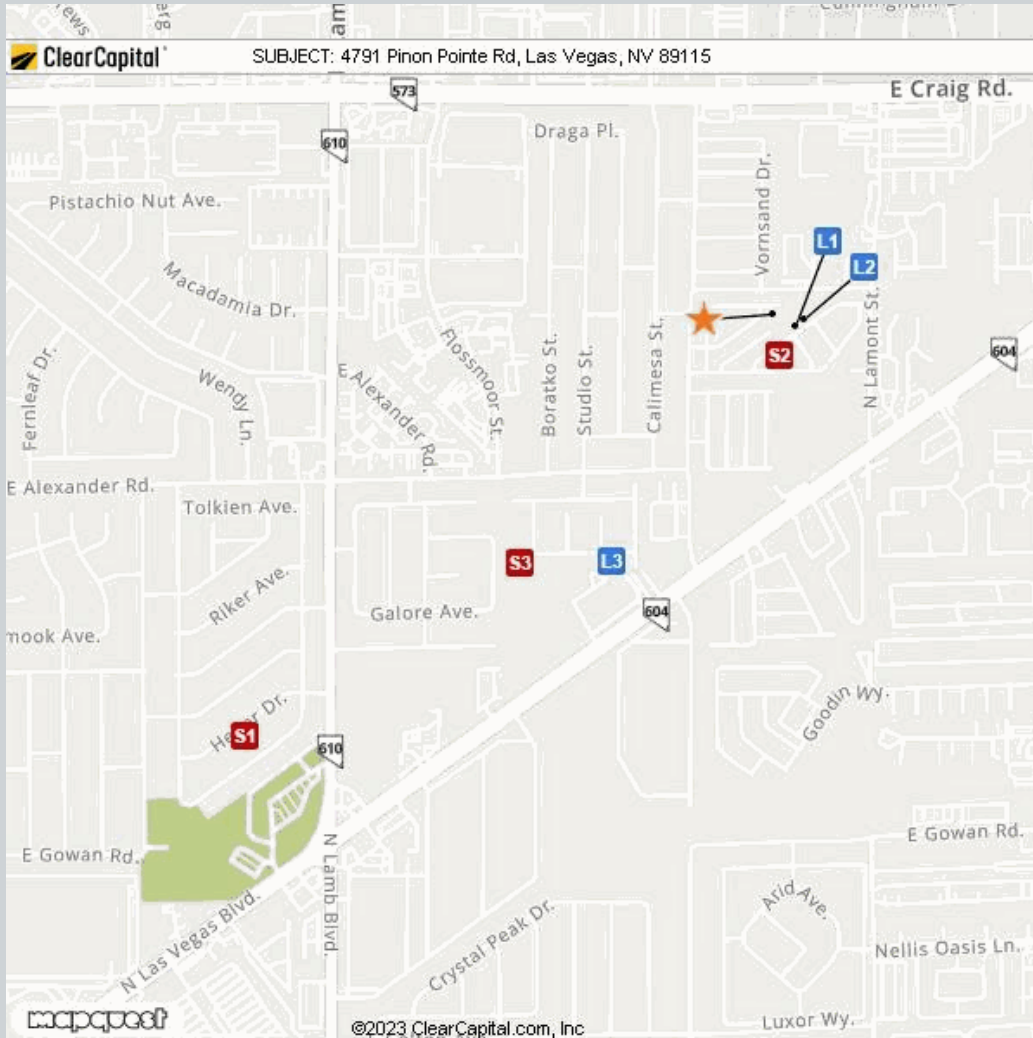 ClearCapital
SUBJECT: 4791 Pinon Pointe Rd, Las Vegas, NV 89115
573
E Craig Rd.
Draga Pl.
610
Pistachio Nut Ave.
Vornsand Dr.
L1
L2
Macadamia Dr.
Fernleaf Dr.
Wendy Ln.
E Alexander Rd.
Flossmoor St.
Boratko St.
Studio St.
Calimesa St.
S2
N Lamont St.
604
E Alexander Rd.
Tolkien Ave.
S3
L3
Riker Ave.
Galore Ave.
604
mook Ave.
Goodin Wy.
S1
610
E Gowan Rd.
N Las Vegas Blvd.
N Lamb Blvd.
Crystal Peak Dr.
E Gowan Rd.
Arid Ave.
Nellis Oasis Ln.
Luxor Wy.
mapquest
©2023 ClearCapital.com, Inc